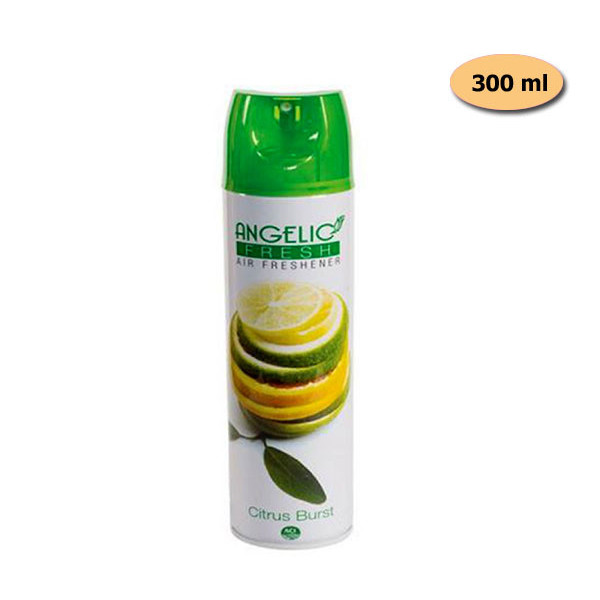 300 ml
ANGELIC
FRESH
AIR FRESHENER
Citrus Burst
ACI